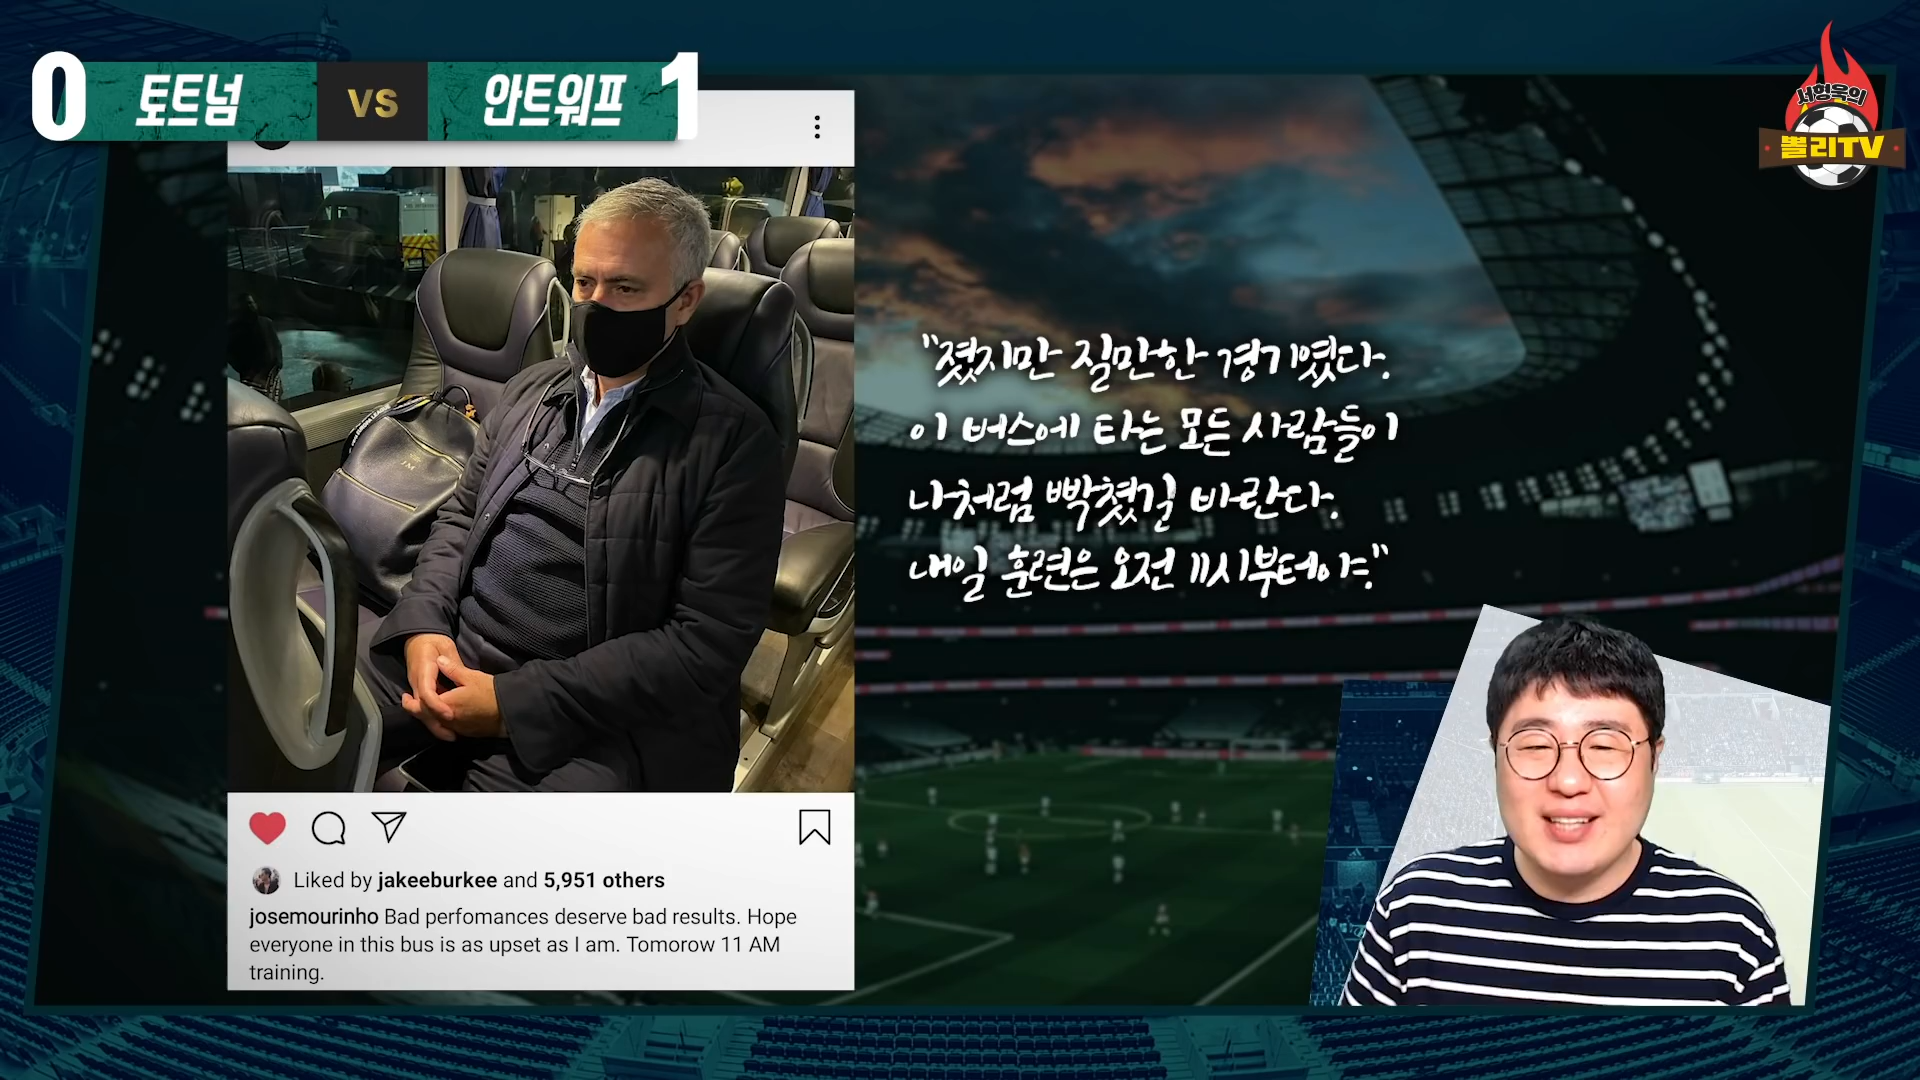 0 토트넘 VS 안트워프 1
서형욱의
뽈리TV
JM
"졌지만 질만한 경기였다.
이 버스에 타는 모든 사람들이
나처럼 빡쳤길 바란다.
내일 훈련은 오전 11시부터야."
Liked by jakeeburkee and 5,951 others
josemourinho Bad perfomances deserve bad results. Hope
everyone in this bus is as upset as I am. Tomorow 11 AM
training.